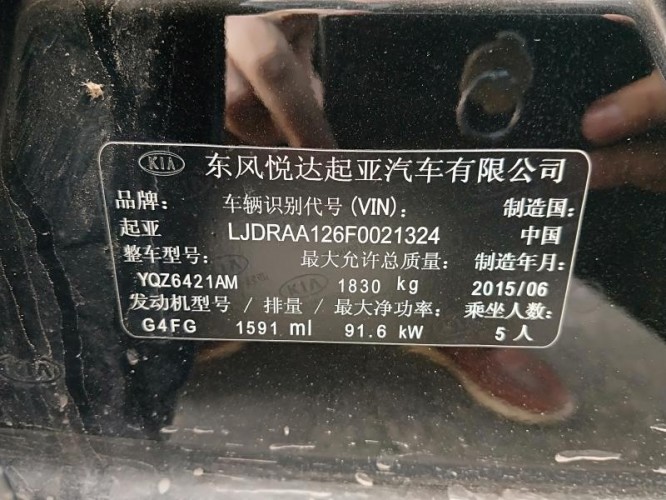 KIA 东风悦达起亚汽车有限公司
品牌： 车辆识别代号(VIN)： 制造国：
起亚 LJDRAA126F0021324 中国
整车型号： 最大允许总质量： 制造年月：
YQZ6421AM 1830 kg 2015/06
发动机型号 / 排量 / 最大净功率： 乘坐人数：
G4FG 1591 ml 91.6 kW 5 人